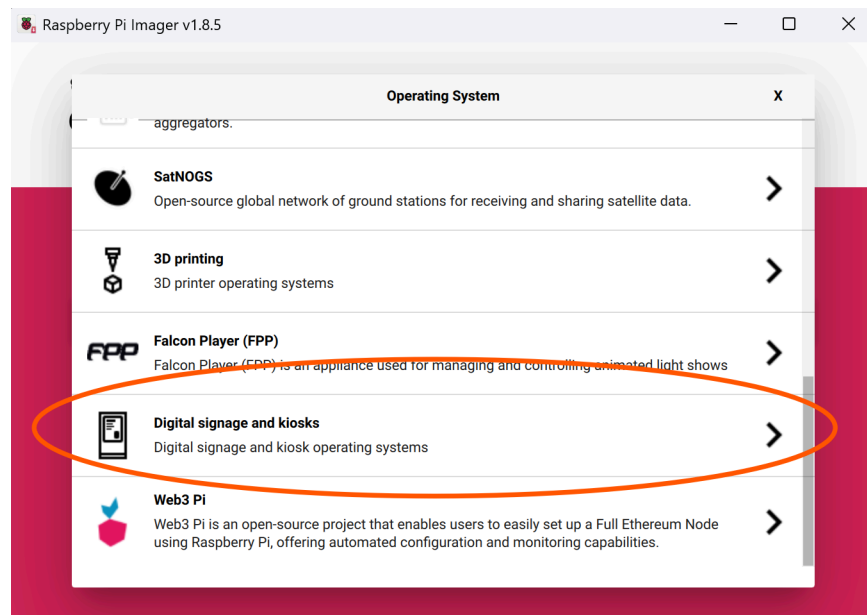 Raspberry Pi Imager v1.8.5
Operating System
X
aggregators.
SatNOGS
Open-source global network of ground stations for receiving and sharing satellite data.
3D printing
3D printer operating systems
FPP
Falcon Player (FPP)
Falcon Player (FPP) is an appliance used for managing and controlling animated light shows
Digital signage and kiosks
Digital signage and kiosk operating systems
Web3 Pi
Web3 Pi is an open-source project that enables users to easily set up a Full Ethereum Node
using Raspberry Pi, offering automated configuration and monitoring capabilities.